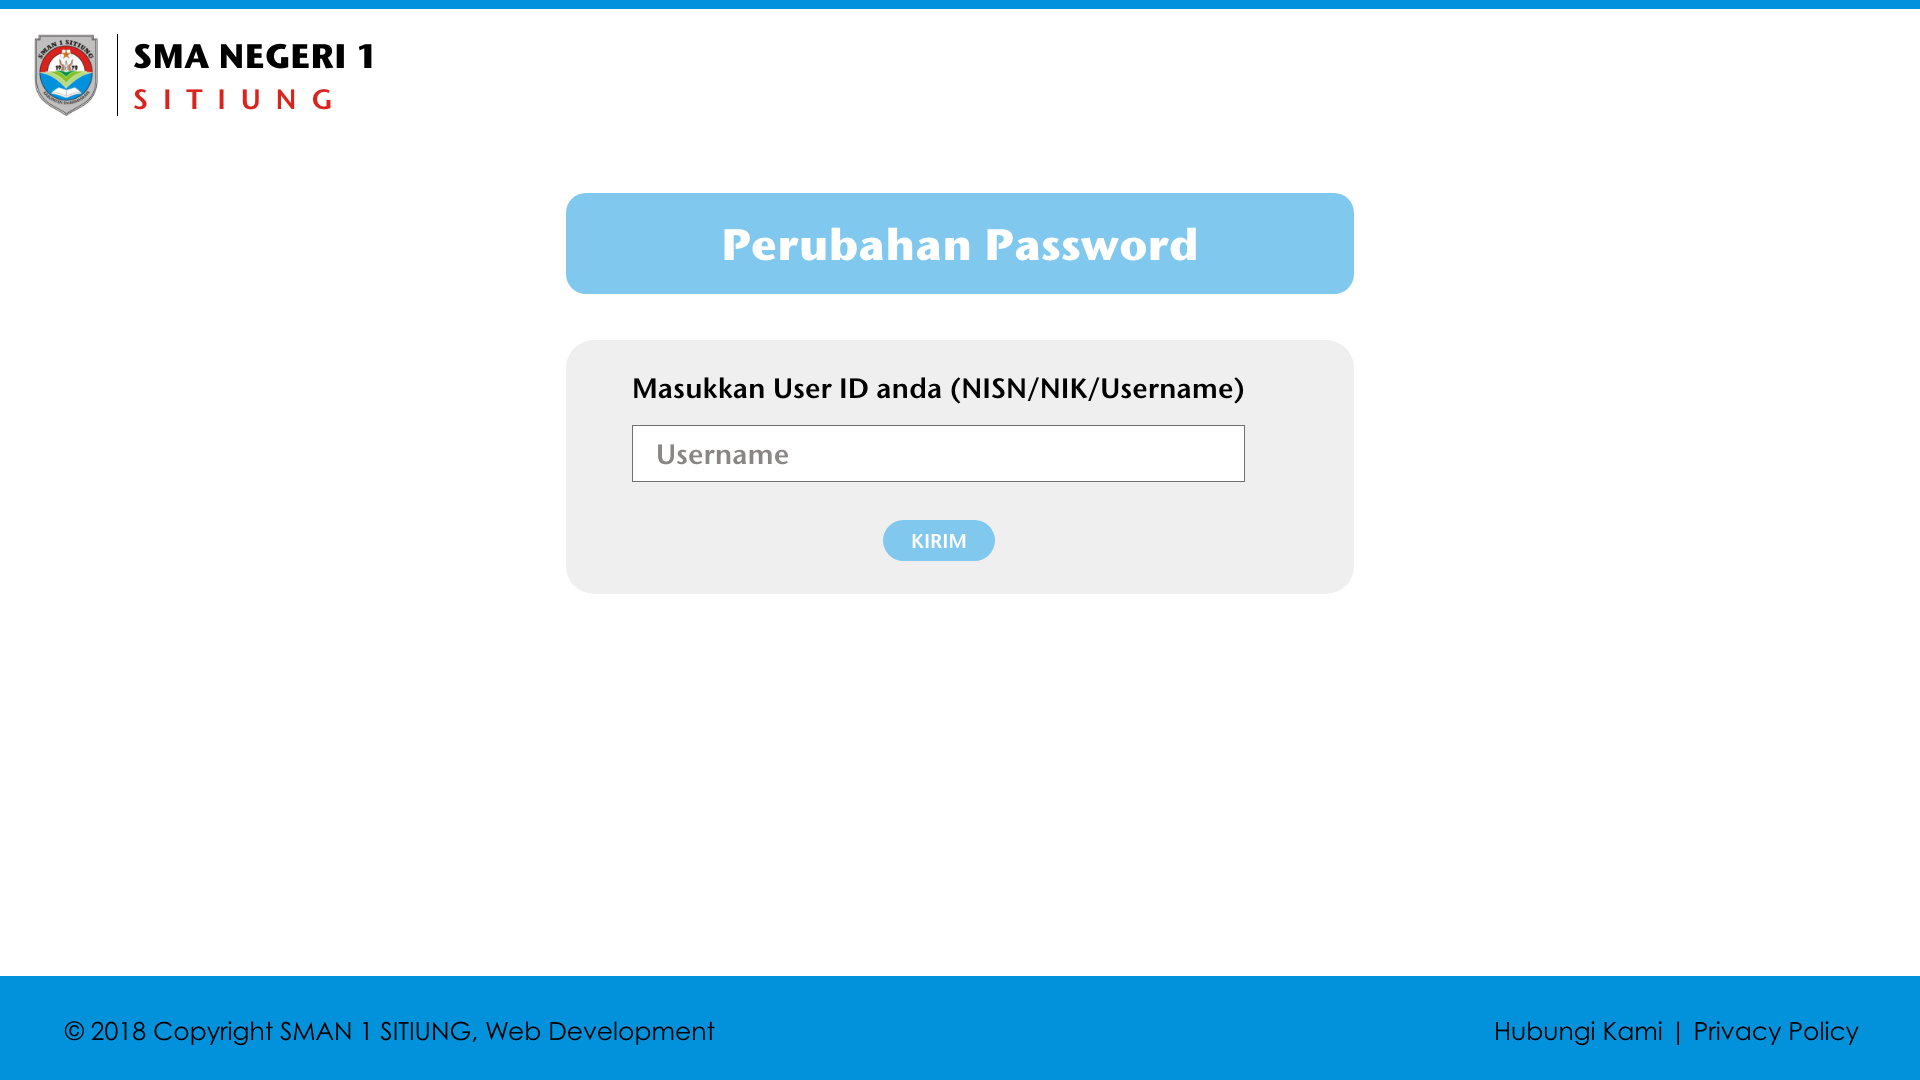 SMAN 1 SITIUNG
SMA NEGERI 1
SITIUNG
Perubahan Password
Masukkan User ID anda (NISN/NIK/Username)
Username
KIRIM
© 2018 Copyright SMAN 1 SITIUNG, Web Development
Hubungi Kami | Privacy Policy